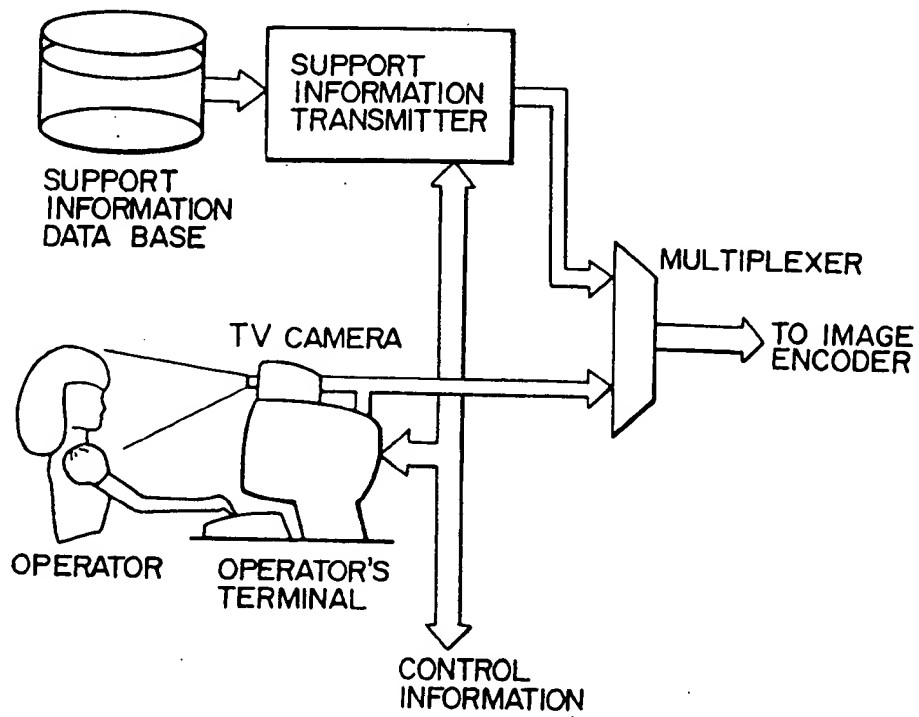 SUPPORT
INFORMATION
TRANSMITTER
SUPPORT
INFORMATION
DATA BASE
MULTIPLEXER
TO IMAGE
ENCODER
TV CAMERA
OPERATOR
OPERATOR'S
TERMINAL
CONTROL
INFORMATION